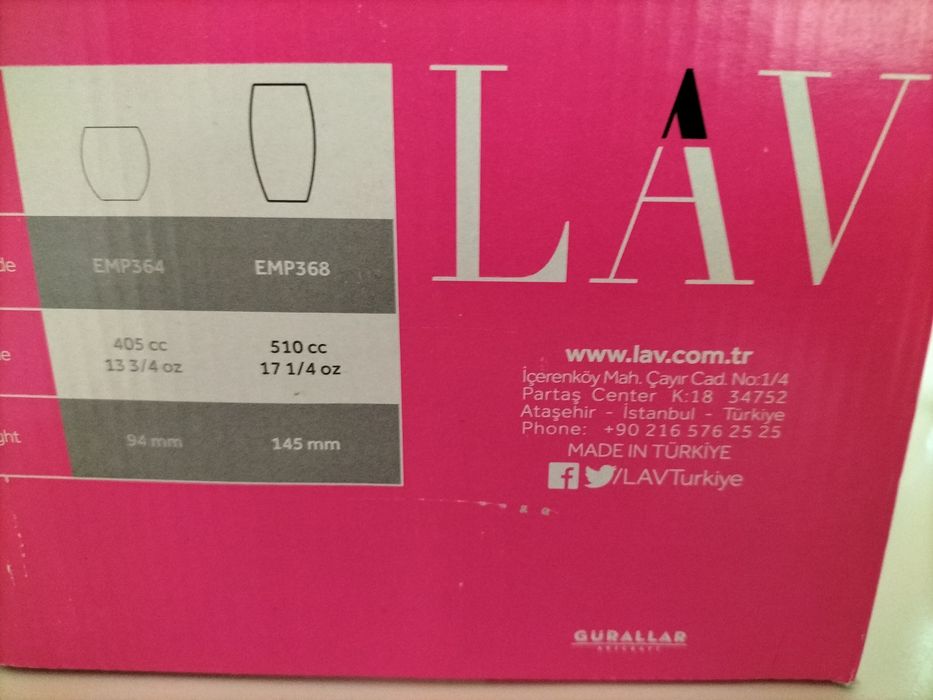 LAV
de EMP364 EMP368
e 405 cc 510 cc
13 3/4 oz 17 1/4 oz
ght 94 mm 145 mm
www.lav.com.tr
İçerenköy Mah. Çayır Cad. No:1/4
Partaş Center K:18 34752
Ataşehir - İstanbul - Türkiye
Phone: +90 216 576 25 25
MADE IN TÜRKİYE
/LAVTurkiye
GURALLAR